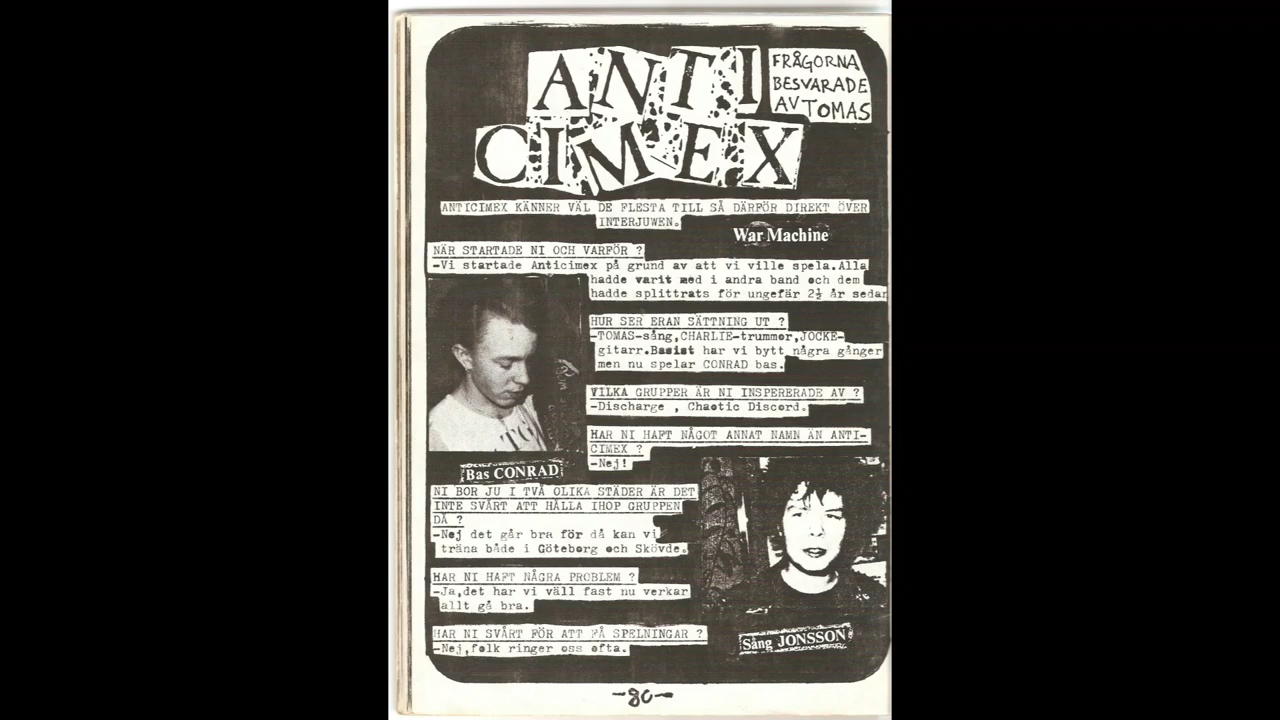 ANTI
CIMEX
FRÅGORNA
BESVARADE
AV TOMAS
ANTICIMEX KÄNNER VÄL DE FLESTA TILL SÅ DÄRFÖR DIREKT ÖVER
INTERJUWEN.
War Machine
NÄR STARTADE NI OCH VARFÖR ?
-Vi startade Anticimex på grund av att vi ville spela.Alla
hadde varit med i andra band och dem
hadde splittrats för ungefär 2½ år sedan
HUR SER ERAN SÄTTNING UT ?
-TOMAS-sång,CHARLIE-trummor,JOCKE-
gitarr.Basist har vi bytt några gånger
men nu spelar CONRAD bas.
VILKA GRUPPER ÄR NI INSPERERADE AV ?
-Discharge , Chaotic Discord.
HAR NI HAFT NÅGOT ANNAT NAMN ÄN ANTI-
CIMEX ?
-Nej!
Bas CONRAD
NI BOR JU I TVÅ OLIKA STÄDER ÄR DET
INTE SVÅRT ATT HÅLLA IHOP GRUPPEN
DÅ ?
-Nej det går bra för då kan vi
träna både i Göteborg och Skövde.
HAR NI HAFT NÅGRA PROBLEM ?
-Ja,det har vi väll fast nu verkar
allt gå bra.
HAR NI SVÅRT FÖR ATT FÅ SPELNINGAR ?
-Nej,folk ringer oss ofta.
Sång JONSSON
-80-